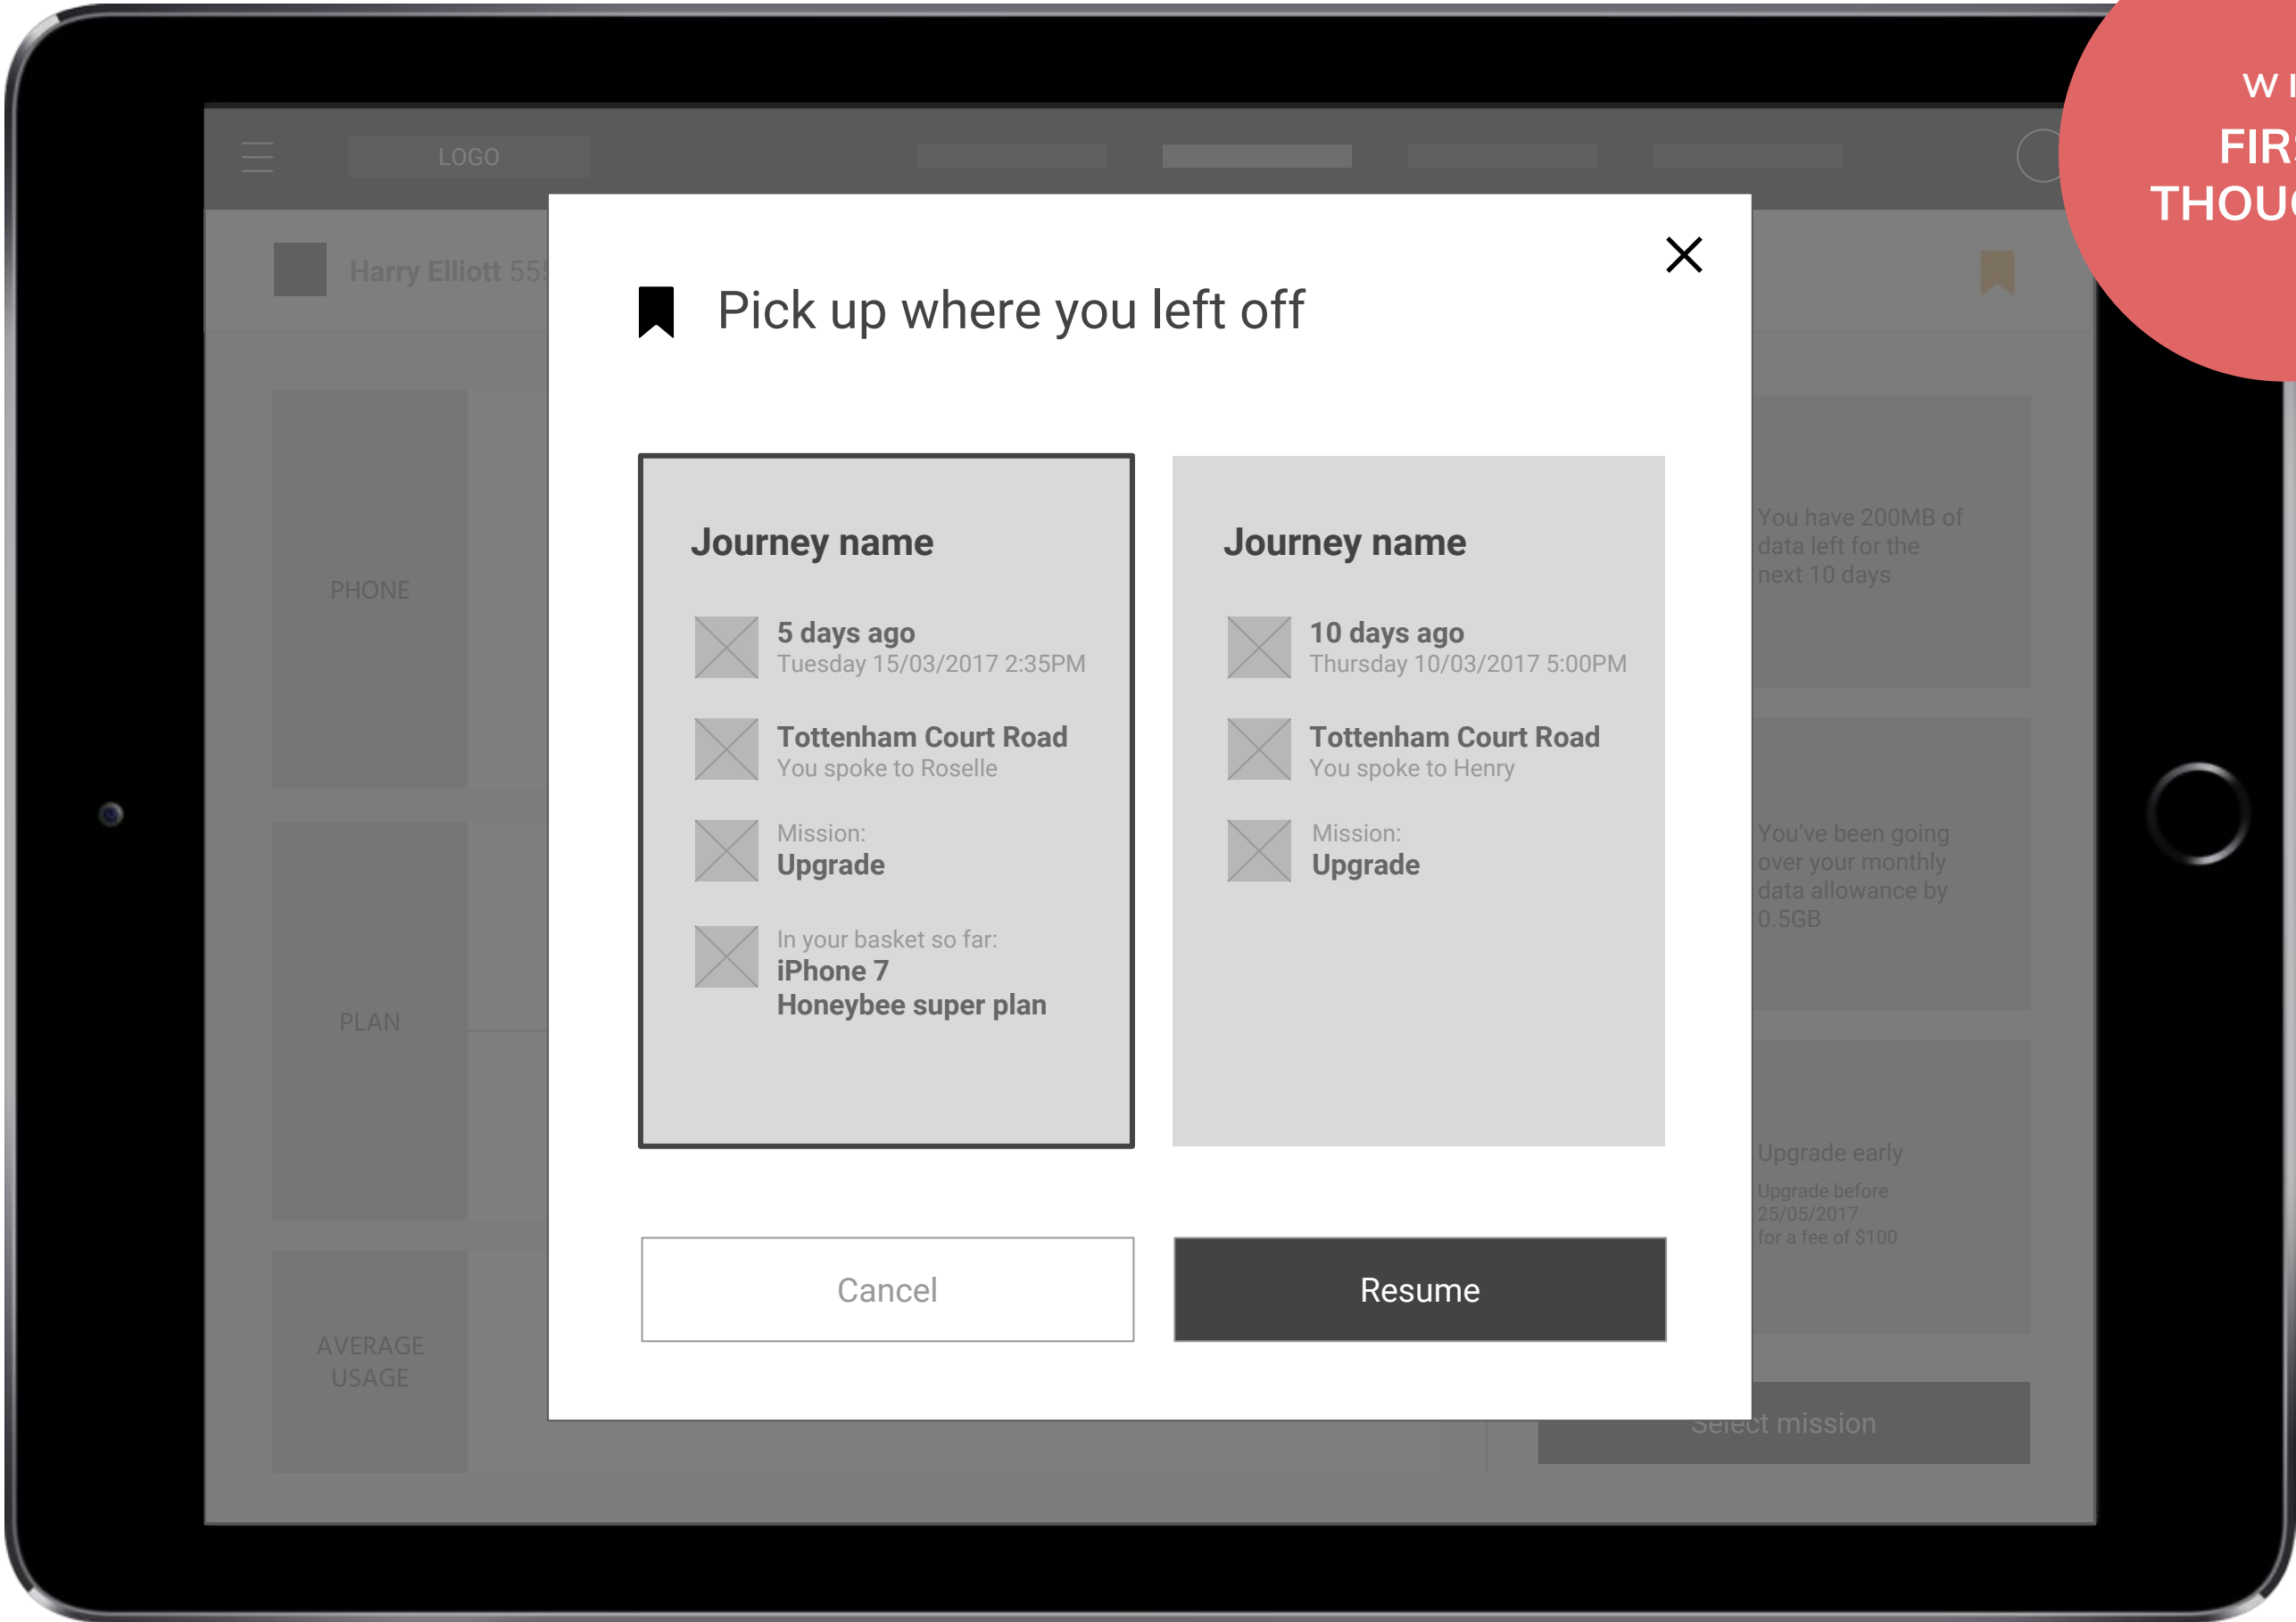 LOGO
Harry Elliott
Pick up where you left off
Journey name
5 days ago
Tuesday 15/03/2017 2:35PM
Tottenham Court Road
You spoke to Roselle
Mission:
Upgrade
In your basket so far:
iPhone 7
Honeybee super plan
Journey name
10 days ago
Thursday 10/03/2017 5:00PM
Tottenham Court Road
You spoke to Henry
Mission:
Upgrade
Cancel
Resume
PHONE
PLAN
AVERAGE
USAGE
You have 200MB of
data left for the
next 10 days
You've been going
over your monthly
data allowance by
0.5GB
Upgrade early
Upgrade before
25/05/2017
for a fee of $100
Select mission